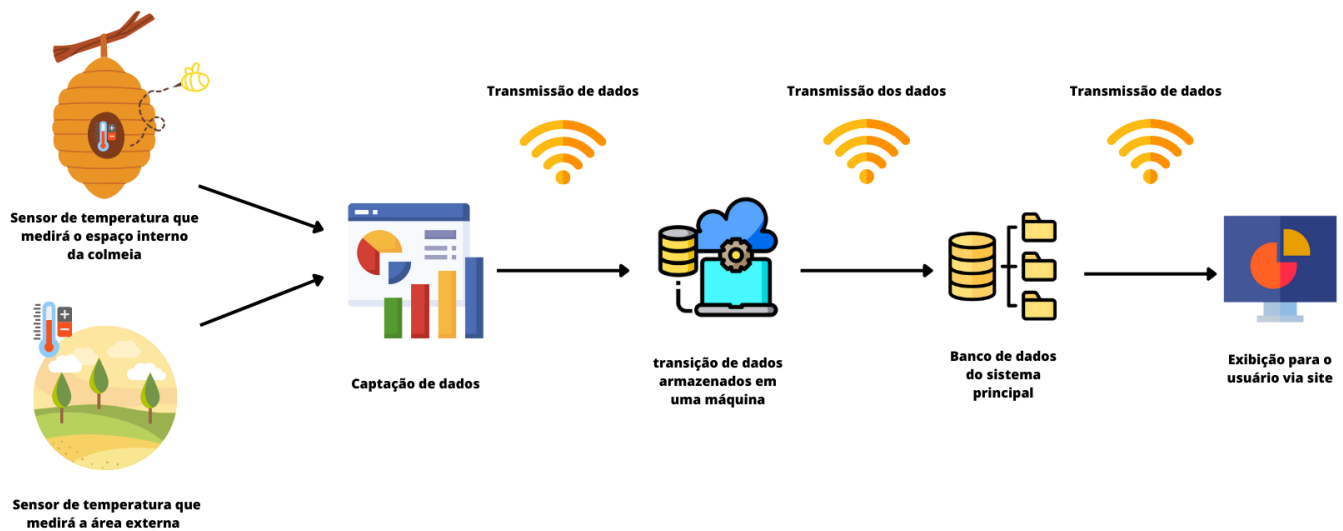 Sensor de temperatura que
medirá o espaço interno
da colmeia
Sensor de temperatura que
medirá a área externa
Captação de dados
Transmissão de dados
transição de dados
armazenados em
uma máquina
Transmissão dos dados
Banco de dados
do sistema
principal
Transmissão de dados
Exibição para o
usuário via site